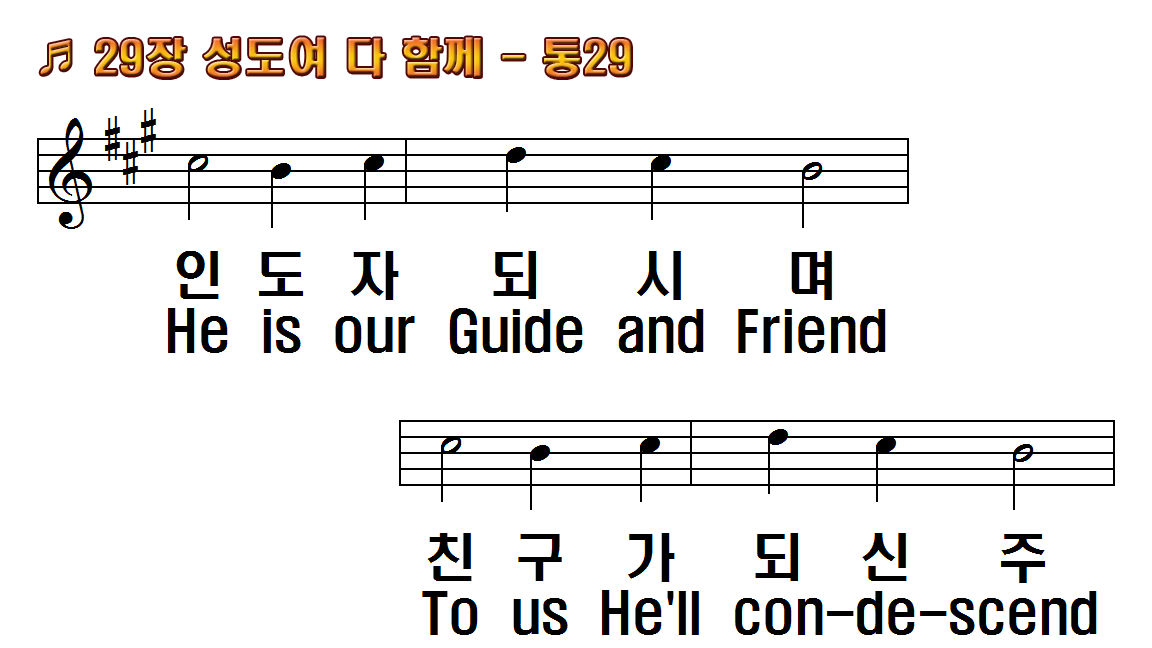 ♬ 29장 성도여 다 함께 - 통29
인 도 자 되 시 며
He is our Guide and Friend
친 구 가 되 신 주
To us He'll con-de-scend